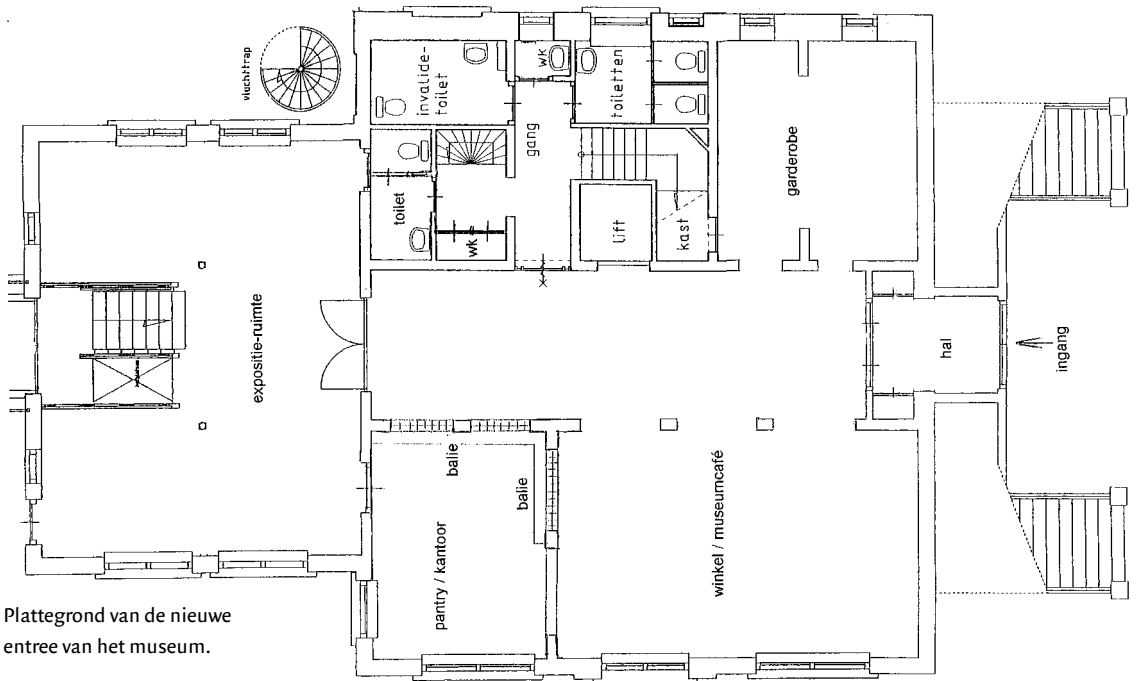 vluchttrap
invalide-
toilet
wk
toiletten
gang
toilet
wk
lift
kast
garderobe
expositie-ruimte
hal
ingang
balie
balie
pantry / kantoor
winkel / museumcafé
Plattegrond van de nieuwe
entree van het museum.